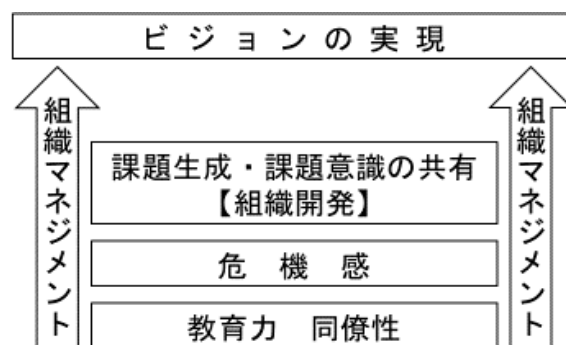 ビジョンの実現
組織マネジメント
課題生成・課題意識の共有
【組織開発】
危機感
教育力　同僚性
組織マネジメント